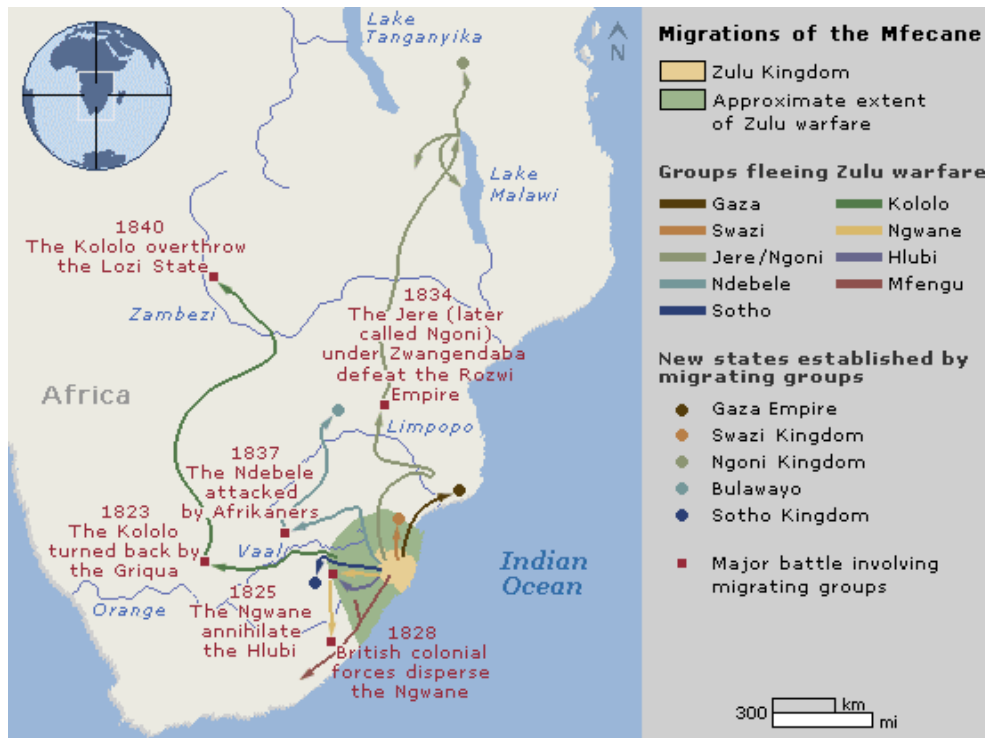 Lake
Tanganyika
N
Lake
Malawi
1840
The Kololo overthrow
the Lozi State
Zambezi
1834
The Jere (later
called Ngoni)
under Zwangendaba
defeat the Rozwi
Empire
Africa
Limpopo
1837
The Ndebele
attacked
by Afrikaners
1823
The Kololo
turned back by
the Griqua
Vaal
Indian
Ocean
Orange
1825
The Ngwane
annihilate
the Hlubi
1828
British colonial
forces disperse
the Ngwane
Migrations of the Mfecane
Zulu Kingdom
Approximate extent
of Zulu warfare
Groups fleeing Zulu warfare
Gaza
Kololo
Swazi
Ngwane
Jere/Ngoni
Hlubi
Ndebele
Mfengu
Sotho
New states established by
migrating groups
Gaza Empire
Swazi Kingdom
Ngoni Kingdom
Bulawayo
Sotho Kingdom
Major battle involving
migrating groups
300
km
mi